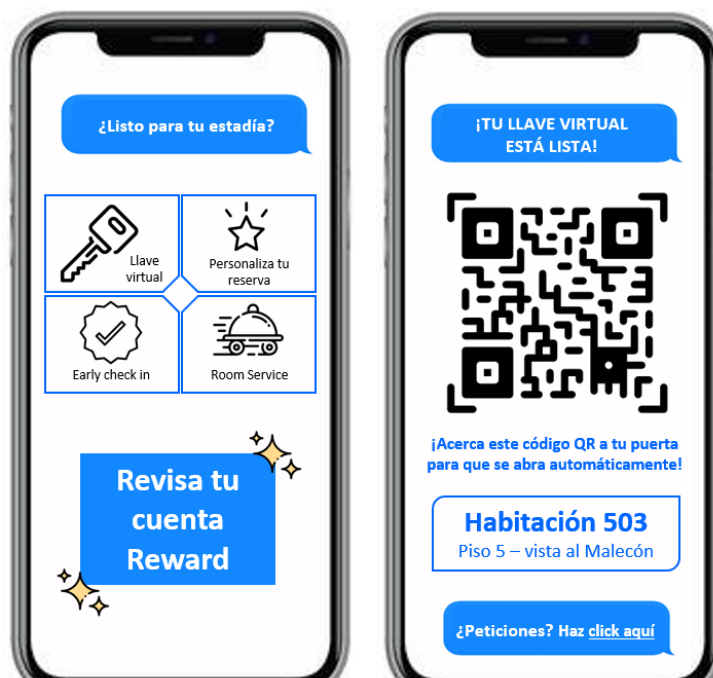 ¿Listo para tu estadía?
Llave
virtual
Personaliza tu
reserva
Early check in
Room Service
Revisa tu
cuenta
Reward
¡TU LLAVE VIRTUAL
ESTÁ LISTA!
¡Acerca este código QR a tu puerta
para que se abra automáticamente!
Habitación 503
Piso 5 – vista al Malecón
¿Peticiones? Haz click aquí